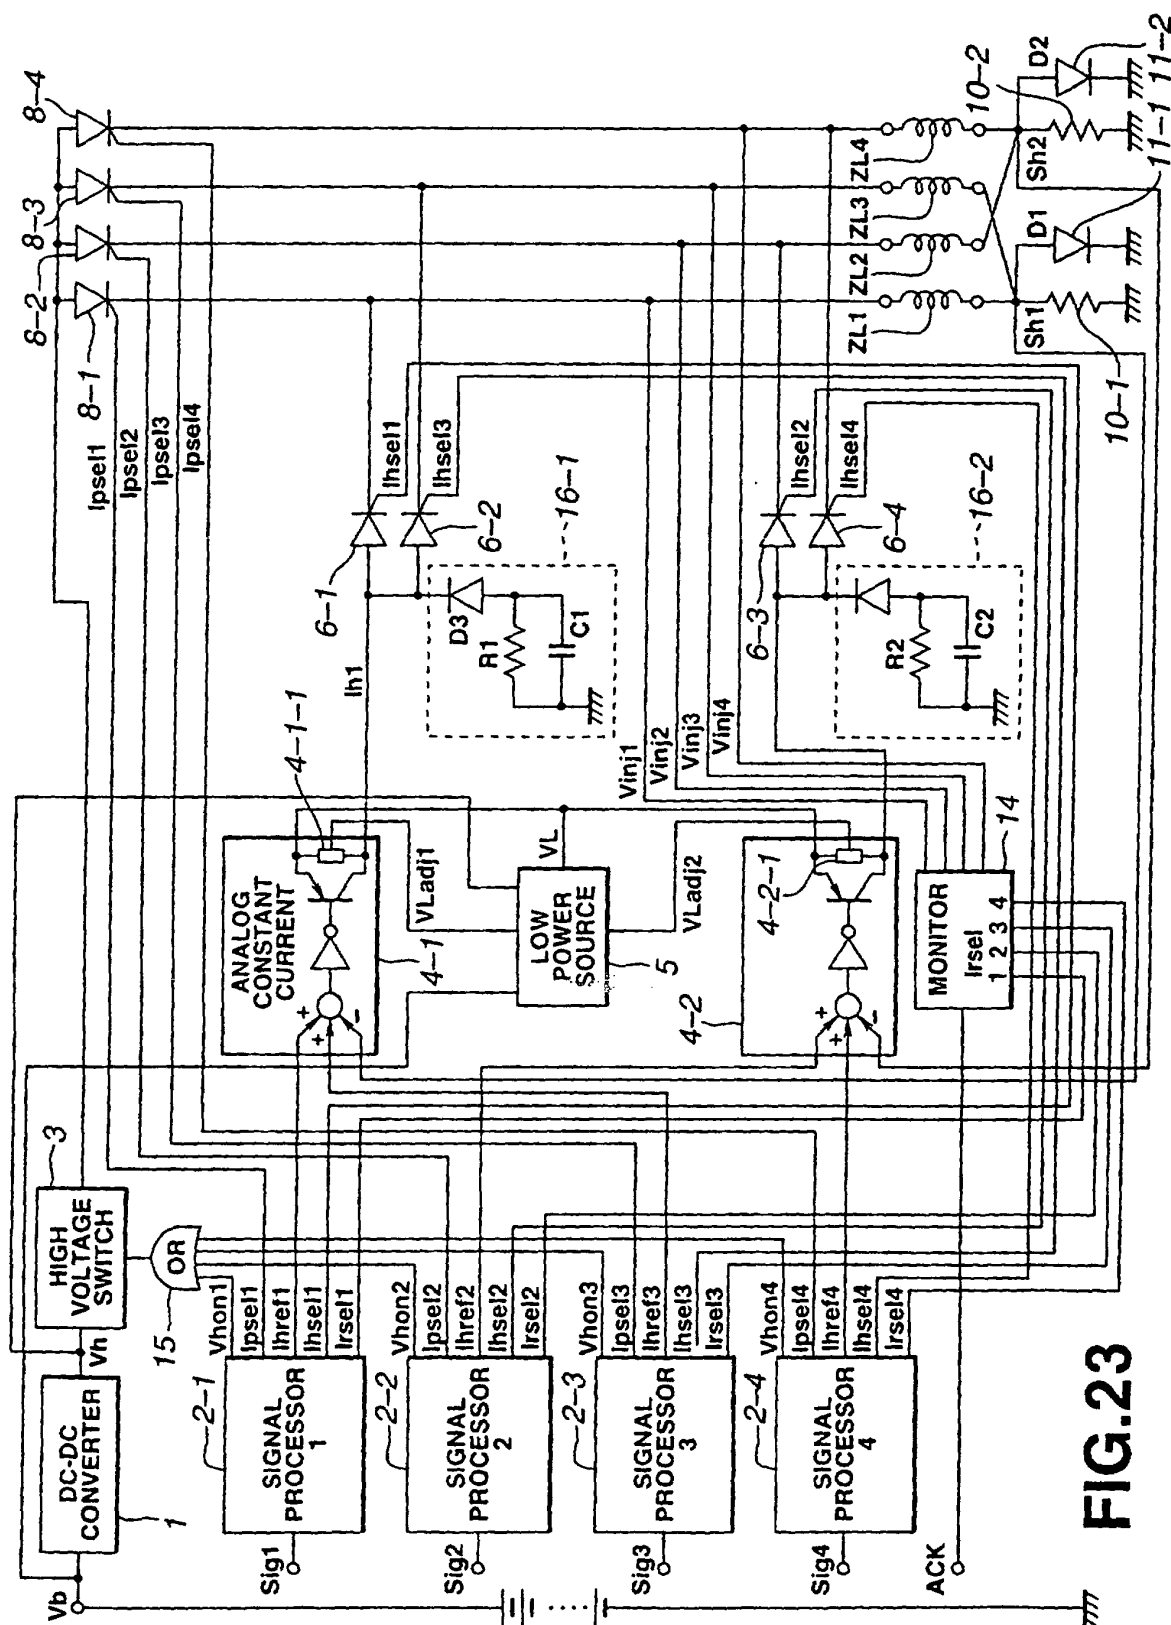 FIG.23
Vb
DC-DC
CONVERTER
1
Vh
HIGH
VOLTAGE
SWITCH
3
OR
15
Sig1
SIGNAL
PROCESSOR
1
2-1
Vhon1
Ipsel1
Ihref1
Ihsel1
Irsel1
Sig2
SIGNAL
PROCESSOR
2
2-2
Vhon2
Ipsel2
Ihref2
Ihsel2
Irsel2
Sig3
SIGNAL
PROCESSOR
3
2-3
Vhon3
Ipsel3
Ihref3
Ihsel3
Irsel3
Sig4
SIGNAL
PROCESSOR
4
2-4
Vhon4
Ipsel4
Ihref4
Ihsel4
Irsel4
ACK
ANALOG
CONSTANT
CURRENT
+
+
-
4-1
4-1-1
VLadj1
LOW
POWER
SOURCE
5
VL
VLadj2
4-2
4-2-1
+
+
-
MONITOR
Irsel
1 2 3 4
14
Vinj1
Vinj2
Vinj3
Vinj4
Ih1
6-1
6-2
Ihsel1
Ihsel3
D3
R1
C1
16-1
6-3
6-4
Ihsel2
Ihsel4
R2
C2
16-2
Ipsel1
Ipsel2
Ipsel3
Ipsel4
8-1
8-2
8-3
8-4
ZL1
ZL2
ZL3
ZL4
Sh1
D1
Sh2
D2
10-1
10-2
11-1
11-2